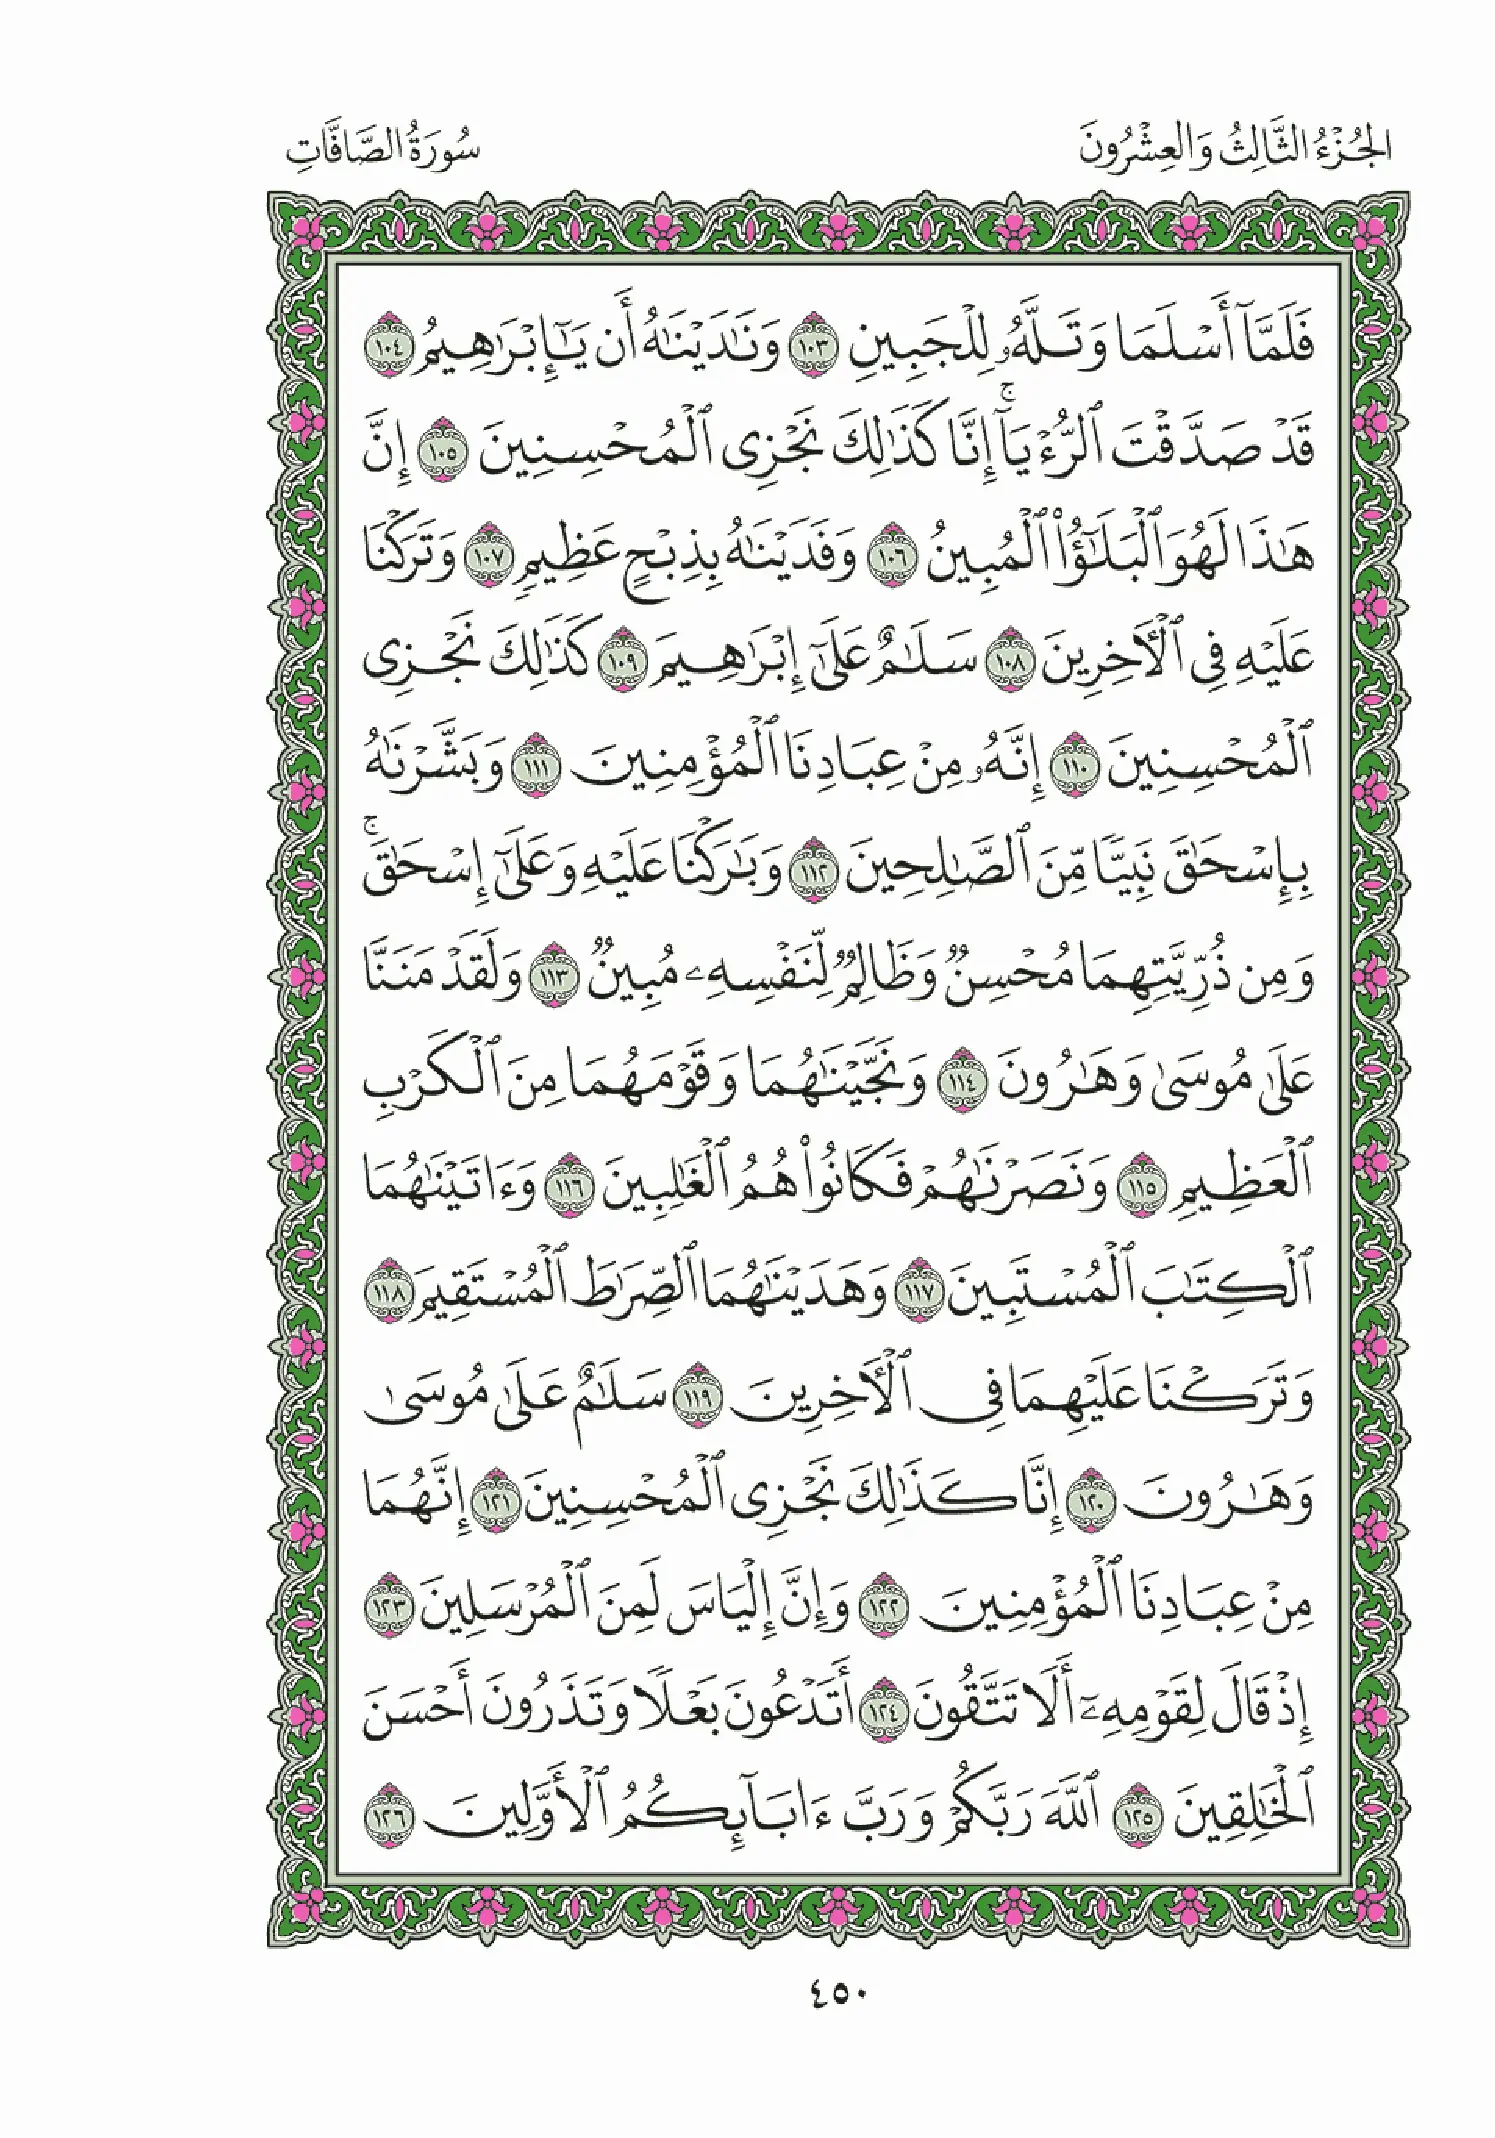 الجُزْءُ الثَّالِثُ وَالعِشْرُونَ
سُورَةُ الصَّافَّاتِ
فَلَمَّآ أَسْلَمَا وَتَلَّهُۥ لِلْجَبِينِ ١٠٣ وَنَٰدَيْنَٰهُ أَن يَٰٓإِبْرَٰهِيمُ ١٠٤
قَدْ صَدَّقْتَ ٱلرُّءْيَآۚ إِنَّا كَذَٰلِكَ نَجْزِى ٱلْمُحْسِنِينَ ١٠٥ إِنَّ
هَٰذَا لَهُوَ ٱلْبَلَٰٓؤُا۟ ٱلْمُبِينُ ١٠٦ وَفَدَيْنَٰهُ بِذِبْحٍ عَظِيمٍ ١٠٧ وَتَرَكْنَا
عَلَيْهِ فِى ٱلْأَخِرِينَ ١٠٨ سَلَٰمٌ عَلَىٰٓ إِبْرَٰهِيمَ ١٠٩ كَذَٰلِكَ نَجْزِى
ٱلْمُحْسِنِينَ ١١٠ إِنَّهُۥ مِنْ عِبَادِنَا ٱلْمُؤْمِنِينَ ١١١ وَبَشَّرْنَٰهُ
بِإِسْحَٰقَ نَبِيًّا مِّنَ ٱلصَّٰلِحِينَ ١١٢ وَبَٰرَكْنَا عَلَيْهِ وَعَلَىٰٓ إِسْحَٰقَۚ
وَمِن ذُرِّيَّتِهِمَا مُحْسِنٌ وَظَالِمٌ لِّنَفْسِهِۦ مُبِينٌ ١١٣ وَلَقَدْ مَنَنَّا
عَلَىٰ مُوسَىٰ وَهَٰرُونَ ١١٤ وَنَجَّيْنَٰهُمَا وَقَوْمَهُمَا مِنَ ٱلْكَرْبِ
ٱلْعَظِيمِ ١١٥ وَنَصَرْنَٰهُمْ فَكَانُوا۟ هُمُ ٱلْغَٰلِبِينَ ١١٦ وَءَاتَيْنَٰهُمَا
ٱلْكِتَٰبَ ٱلْمُسْتَبِينَ ١١٧ وَهَدَيْنَٰهُمَا ٱلصِّرَٰطَ ٱلْمُسْتَقِيمَ ١١٨
وَتَرَكْنَا عَلَيْهِمَا فِى ٱلْأَخِرِينَ ١١٩ سَلَٰمٌ عَلَىٰ مُوسَىٰ
وَهَٰرُونَ ١٢٠ إِنَّا كَذَٰلِكَ نَجْزِى ٱلْمُحْسِنِينَ ١٢١ إِنَّهُمَا
مِنْ عِبَادِنَا ٱلْمُؤْمِنِينَ ١٢٢ وَإِنَّ إِلْيَاسَ لَمِنَ ٱلْمُرْسَلِينَ ١٢٣
إِذْ قَالَ لِقَوْمِهِۦٓ أَلَا تَتَّقُونَ ١٢٤ أَتَدْعُونَ بَعْلًا وَتَذَرُونَ أَحْسَنَ
ٱلْخَٰلِقِينَ ١٢٥ ٱللَّهَ رَبَّكُمْ وَرَبَّ ءَابَآئِكُمُ ٱلْأَوَّلِينَ ١٢٦
٤٥٠